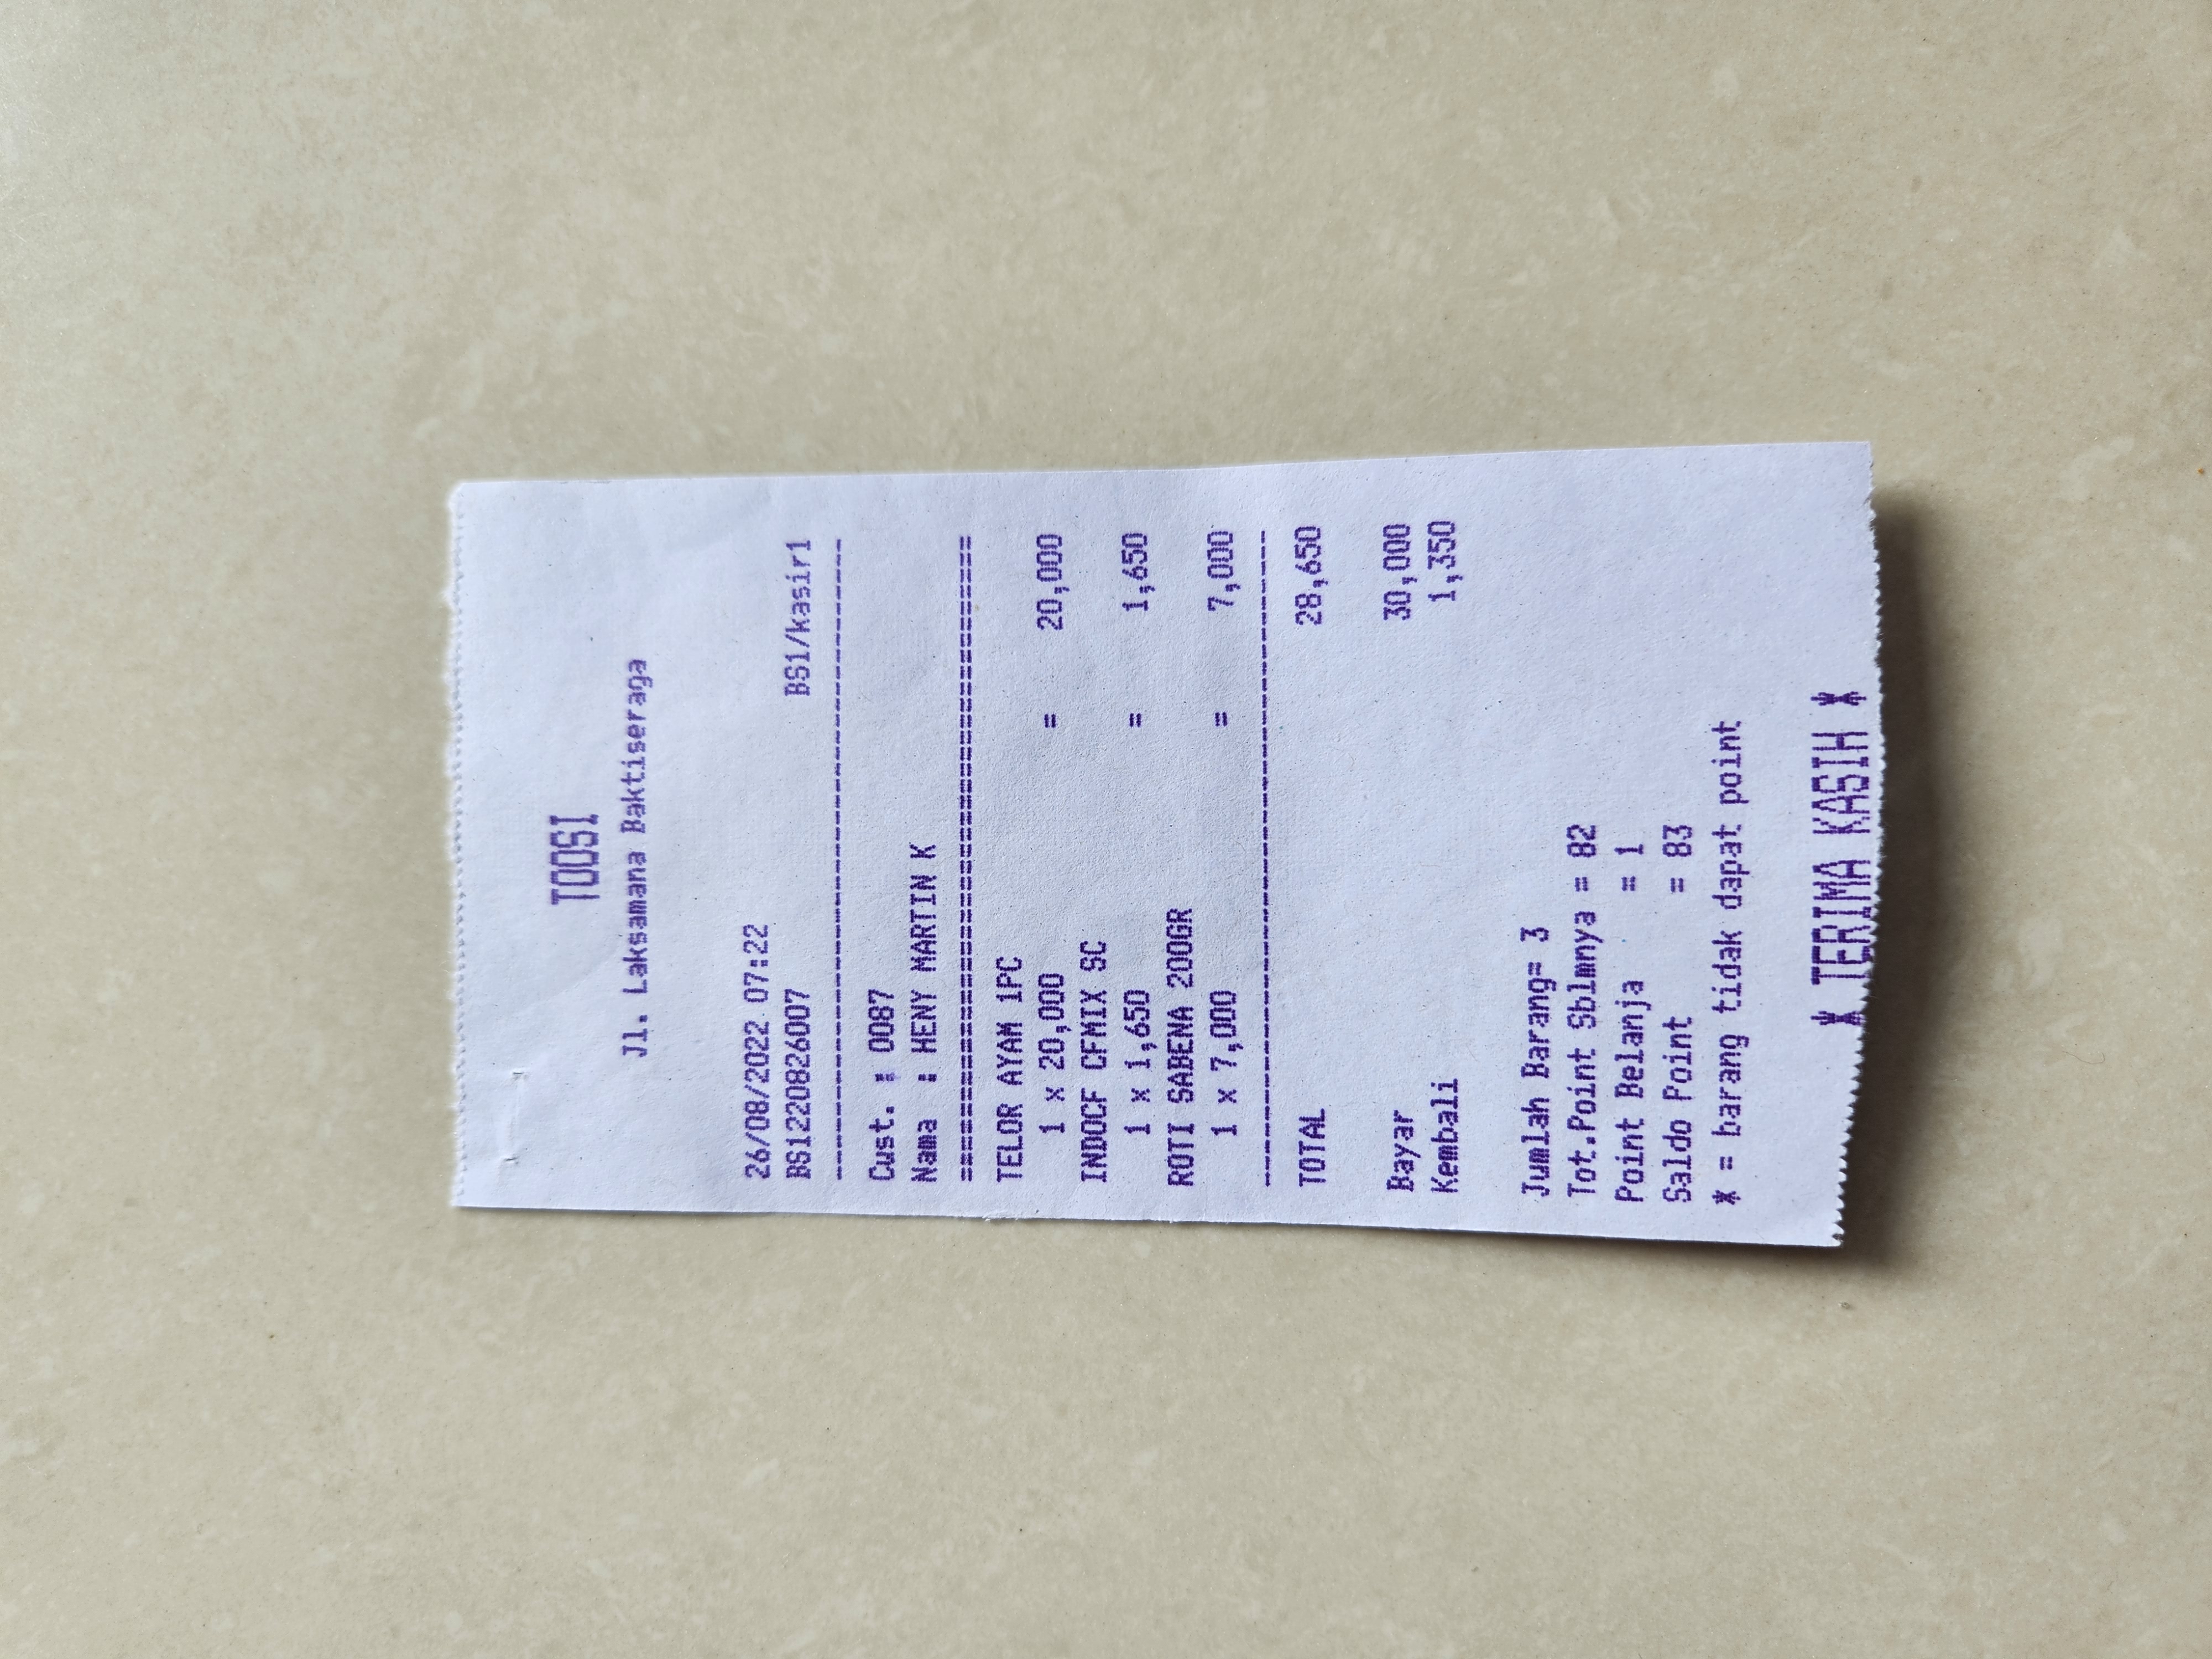 TOOSI
Jl. Laksamana Baktiseraga
26/08/2022 07:22
BS1220826007 BS1/kasir1
----------------------------------------
Cust. : 0087
Nama : HENY MARTIN K
========================================
TELOR AYAM 1PC
1 x 20,000 = 20,000
INDOCF CFMIX SC
1 x 1,650 = 1,650
ROTI SABENA 200GR
1 x 7,000 = 7,000
----------------------------------------
TOTAL 28,650
Bayar 30,000
Kembali 1,350
Jumlah Barang= 3
Tot.Point Sblmnya = 82
Point Belanja = 1
Saldo Point = 83
* = barang tidak dapat point
* TERIMA KASIH *